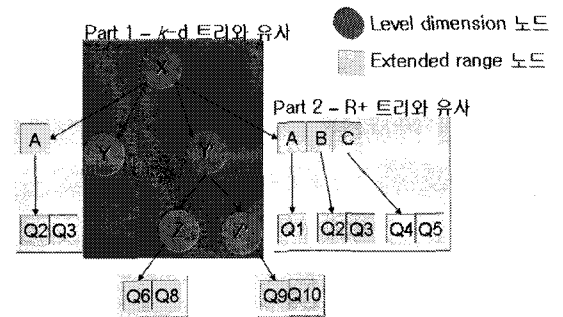 Part 1 – k-d 트리와 유사
Level dimension 노드
Extended range 노드
X
Part 2 – R+ 트리와 유사
A
Y
Y
A B C
Q2 Q3
Z
Z
Q1
Q2 Q3
Q4 Q5
Q6 Q8
Q9 Q10